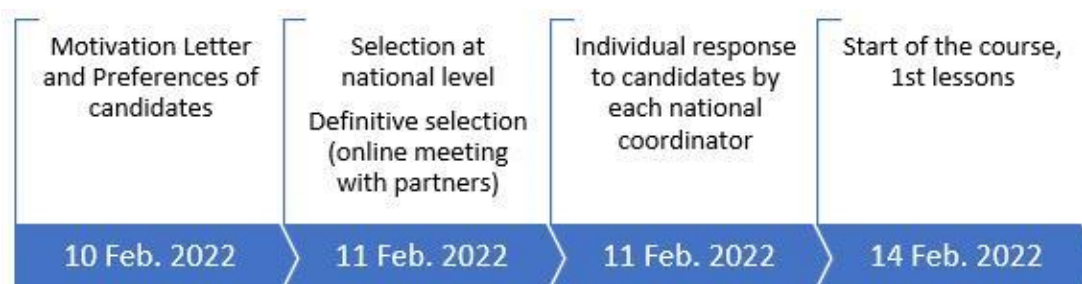 Motivation Letter
and Preferences of
candidates
10 Feb. 2022
Selection at
national level
Definitive selection
(online meeting
with partners)
11 Feb. 2022
Individual response
to candidates by
each national
coordinator
11 Feb. 2022
Start of the course,
1st lessons
14 Feb. 2022